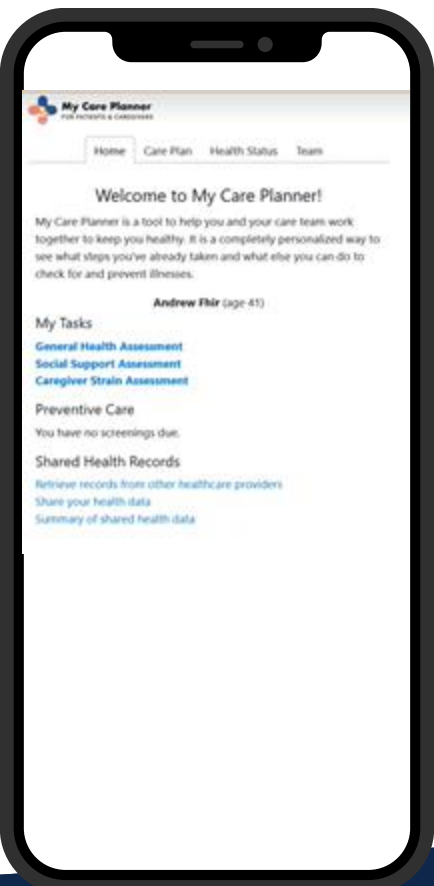 My Care Planner
FOR PATIENTS & CAREGIVERS
Home Care Plan Health Status Team
Welcome to My Care Planner!
My Care Planner is a tool to help you and your care team work
together to keep you healthy. It is a completely personalized way to
see what steps you've already taken and what else you can do to
check for and prevent illnesses.
Andrew Fhir (age 41)
My Tasks
General Health Assessment
Social Support Assessment
Caregiver Strain Assessment
Preventive Care
You have no screenings due.
Shared Health Records
Retrieve records from other healthcare providers
Share your health data
Summary of shared health data